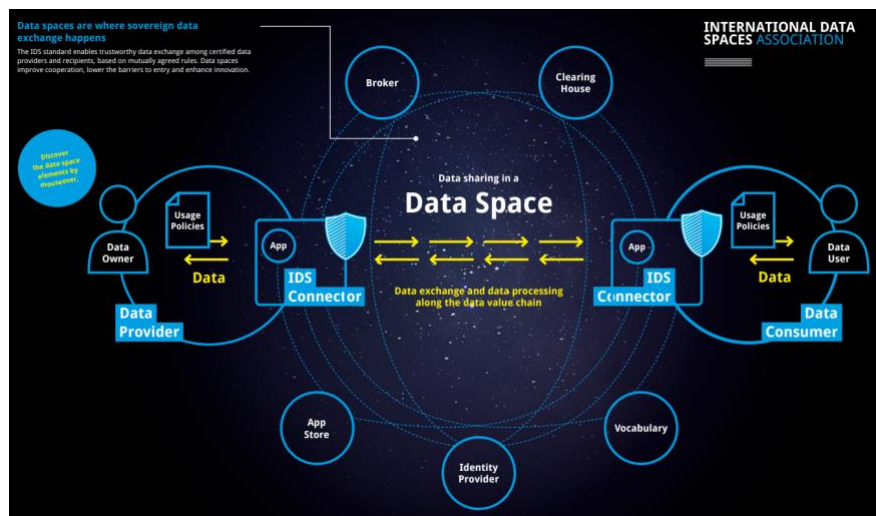 Data spaces are where sovereign data
exchange happens
The IDS standard enables trustworthy data exchange among certified data
providers and recipients, based on mutually agreed rules. Data spaces
improve cooperation, lower the barriers to entry and enhance innovation.
INTERNATIONAL DATA
SPACES ASSOCIATION
Broker
Clearing
House
Discover
the data space
elements by
mouseover.
Data sharing in a
Data Space
Data
Owner
Usage
Policies
Data
App
IDS
Connector
Data
Provider
Data exchange and data processing
along the data value chain
App
IDS
Connector
Usage
Policies
Data
Data
User
Data
Consumer
App
Store
Identity
Provider
Vocabulary